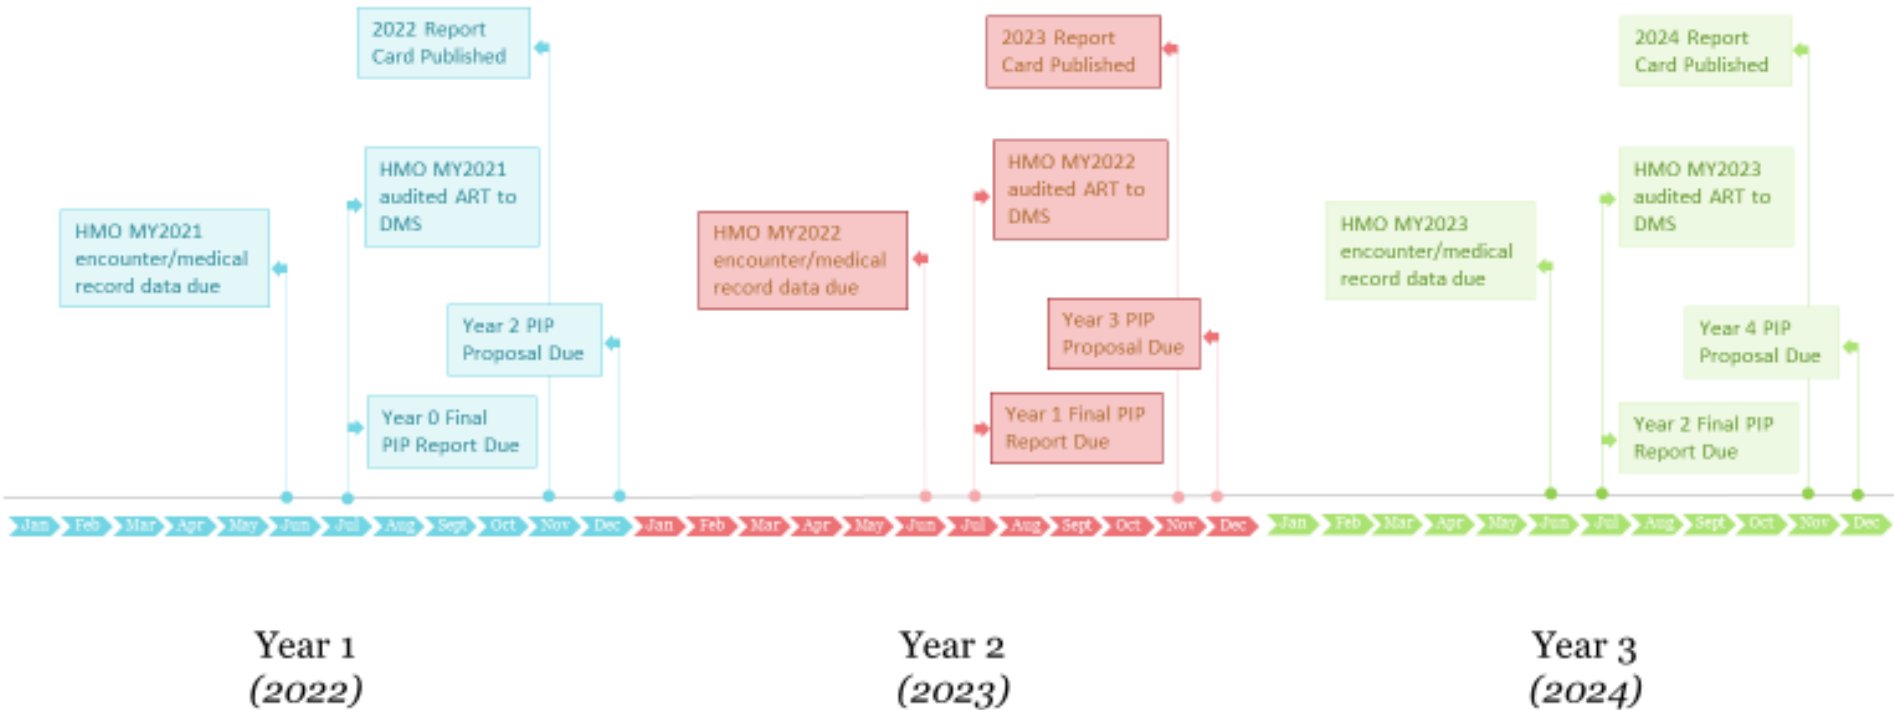 2022 Report
Card Published
HMO MY2021
audited ART to
DMS
HMO MY2021
encounter/medical
record data due
Year 2 PIP
Proposal Due
Year 0 Final
PIP Report Due
2023 Report
Card Published
HMO MY2022
audited ART to
DMS
HMO MY2022
encounter/medical
record data due
Year 3 PIP
Proposal Due
Year 1 Final PIP
Report Due
2024 Report
Card Published
HMO MY2023
audited ART to
DMS
HMO MY2023
encounter/medical
record data due
Year 4 PIP
Proposal Due
Year 2 Final PIP
Report Due
Jan Feb Mar Apr May Jun Jul Aug Sept Oct Nov Dec Jan Feb Mar Apr May Jun Jul Aug Sept Oct Nov Dec Jan Feb Mar Apr May Jun Jul Aug Sept Oct Nov Dec
Year 1
(2022)
Year 2
(2023)
Year 3
(2024)